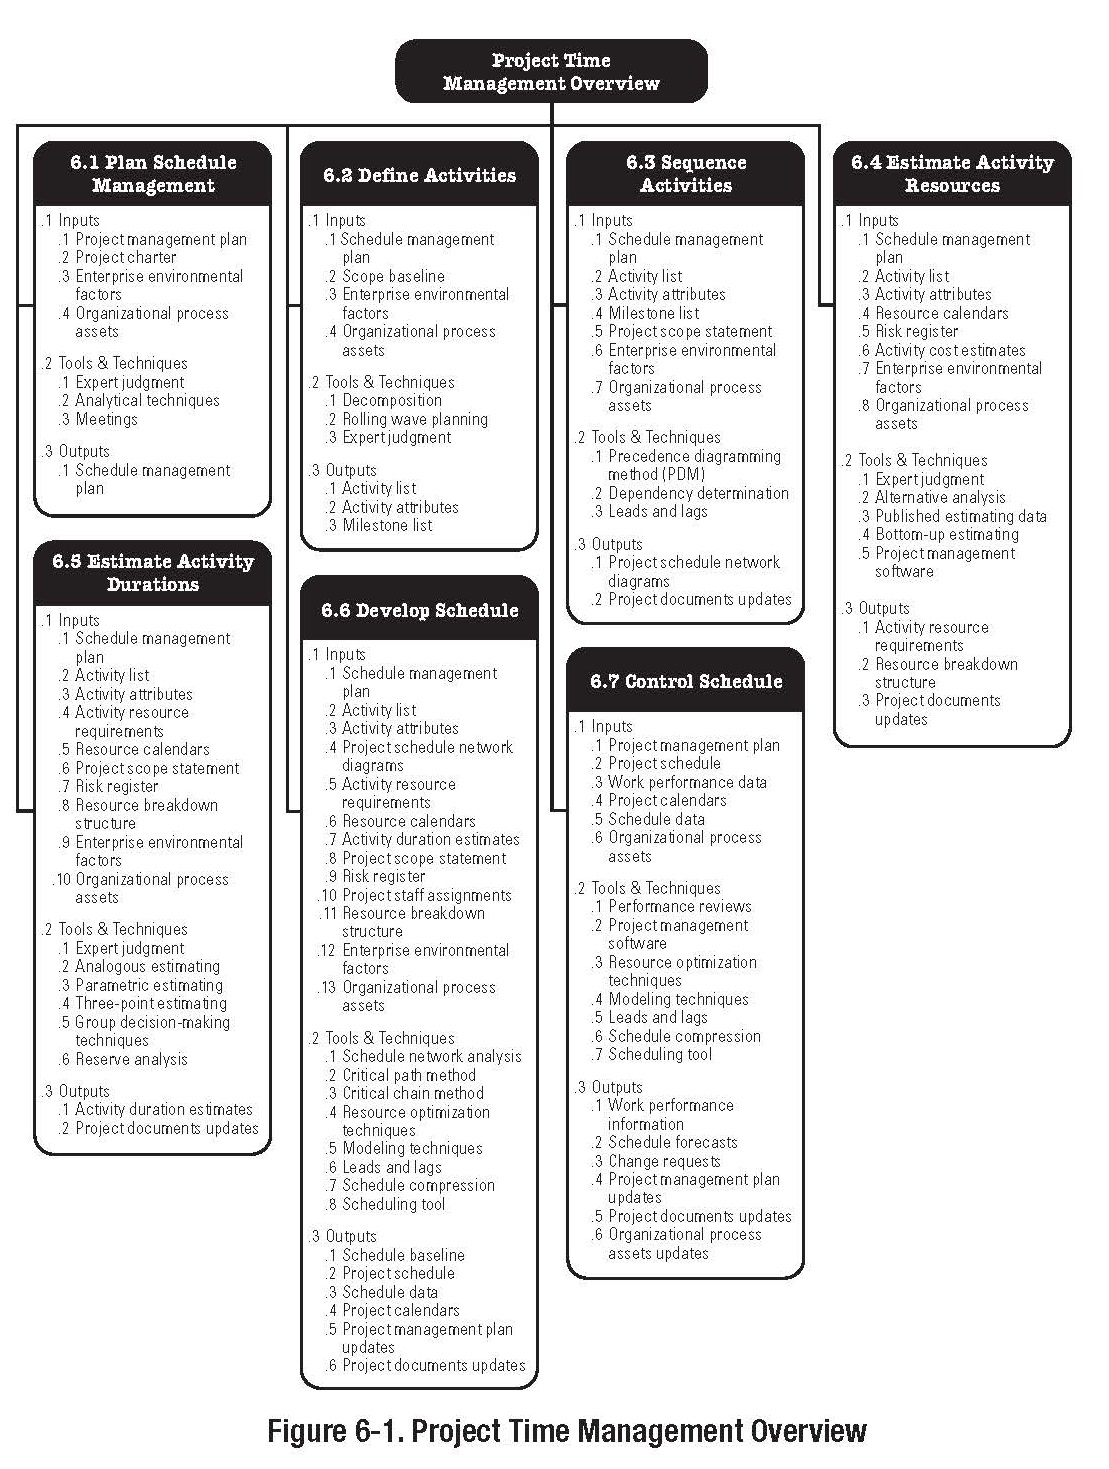 Project Time
Management Overview
6.1 Plan Schedule
Management
.1 Inputs
.1 Project management plan
.2 Project charter
.3 Enterprise environmental
factors
.4 Organizational process
assets
.2 Tools & Techniques
.1 Expert judgment
.2 Analytical techniques
.3 Meetings
.3 Outputs
.1 Schedule management
plan
6.2 Define Activities
.1 Inputs
.1 Schedule management
plan
.2 Scope baseline
.3 Enterprise environmental
factors
.4 Organizational process
assets
.2 Tools & Techniques
.1 Decomposition
.2 Rolling wave planning
.3 Expert judgment
.3 Outputs
.1 Activity list
.2 Activity attributes
.3 Milestone list
6.3 Sequence
Activities
.1 Inputs
.1 Schedule management
plan
.2 Activity list
.3 Activity attributes
.4 Milestone list
.5 Project scope statement
.6 Enterprise environmental
factors
.7 Organizational process
assets
.2 Tools & Techniques
.1 Precedence diagramming
method (PDM)
.2 Dependency determination
.3 Leads and lags
.3 Outputs
.1 Project schedule network
diagrams
.2 Project documents updates
6.4 Estimate Activity
Resources
.1 Inputs
.1 Schedule management
plan
.2 Activity list
.3 Activity attributes
.4 Resource calendars
.5 Risk register
.6 Activity cost estimates
.7 Enterprise environmental
factors
.8 Organizational process
assets
.2 Tools & Techniques
.1 Expert judgment
.2 Alternative analysis
.3 Published estimating data
.4 Bottom-up estimating
.5 Project management
software
.3 Outputs
.1 Activity resource
requirements
.2 Resource breakdown
structure
.3 Project documents
updates
6.5 Estimate Activity
Durations
.1 Inputs
.1 Schedule management
plan
.2 Activity list
.3 Activity attributes
.4 Activity resource
requirements
.5 Resource calendars
.6 Project scope statement
.7 Risk register
.8 Resource breakdown
structure
.9 Enterprise environmental
factors
.10 Organizational process
assets
.2 Tools & Techniques
.1 Expert judgment
.2 Analogous estimating
.3 Parametric estimating
.4 Three-point estimating
.5 Group decision-making
techniques
.6 Reserve analysis
.3 Outputs
.1 Activity duration estimates
.2 Project documents updates
6.6 Develop Schedule
.1 Inputs
.1 Schedule management
plan
.2 Activity list
.3 Activity attributes
.4 Project schedule network
diagrams
.5 Activity resource
requirements
.6 Resource calendars
.7 Activity duration estimates
.8 Project scope statement
.9 Risk register
.10 Project staff assignments
.11 Resource breakdown
structure
.12 Enterprise environmental
factors
.13 Organizational process
assets
.2 Tools & Techniques
.1 Schedule network analysis
.2 Critical path method
.3 Critical chain method
.4 Resource optimization
techniques
.5 Modeling techniques
.6 Leads and lags
.7 Schedule compression
.8 Scheduling tool
.3 Outputs
.1 Schedule baseline
.2 Project schedule
.3 Schedule data
.4 Project calendars
.5 Project management plan
updates
.6 Project documents updates
6.7 Control Schedule
.1 Inputs
.1 Project management plan
.2 Project schedule
.3 Work performance data
.4 Project calendars
.5 Schedule data
.6 Organizational process
assets
.2 Tools & Techniques
.1 Performance reviews
.2 Project management
software
.3 Resource optimization
techniques
.4 Modeling techniques
.5 Leads and lags
.6 Schedule compression
.7 Scheduling tool
.3 Outputs
.1 Work performance
information
.2 Schedule forecasts
.3 Change requests
.4 Project management plan
updates
.5 Project documents updates
.6 Organizational process
assets updates
Figure 6-1. Project Time Management Overview